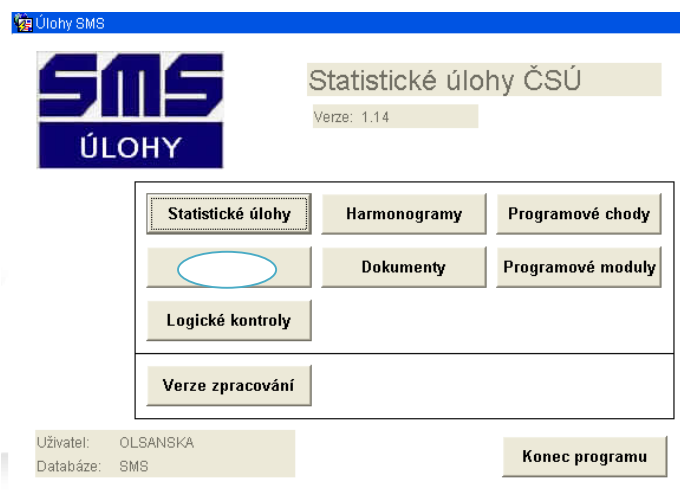 Úlohy SMS
SMS
ÚLOHY
Statistické úlohy ČSÚ
Verze: 1.14
Statistické úlohy Harmonogramy Programové chody
Dokumenty Programové moduly
Logické kontroly
Verze zpracování
Uživatel: OLSANSKA
Databáze: SMS
Konec programu